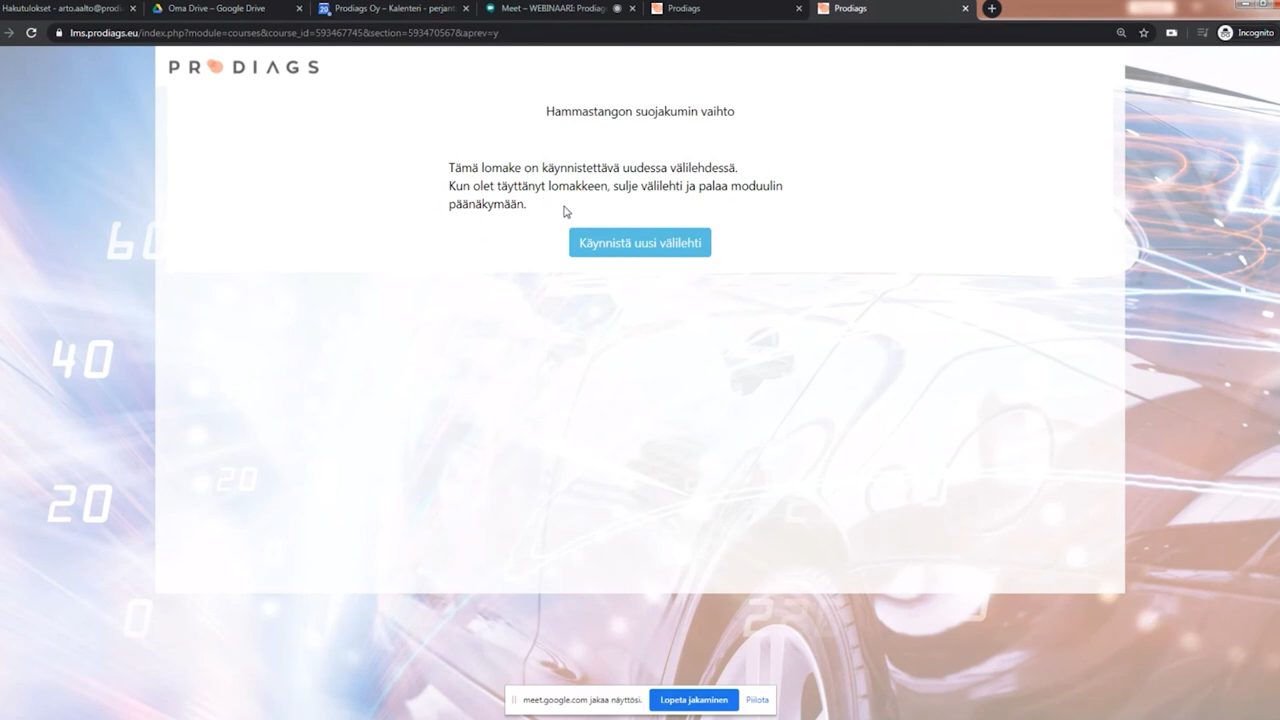 Hakutulokset - arto.aalto@prodi
Oma Drive – Google Drive
Prodiags Oy – Kalenteri - perjant
Meet – WEBINAARI: Prodiag
Prodiags
Prodiags
lms.prodiags.eu/index.php?module=courses&course_id=593467745&section=593470567&aprev=y
Incognito
PRODIAGS
Hammastangon suojakumin vaihto
Tämä lomake on käynnistettävä uudessa välilehdessä.
Kun olet täyttänyt lomakkeen, sulje välilehti ja palaa moduulin
päänäkymään.
Käynnistä uusi välilehti
60
40
20
20
0
220
meet.google.com jakaa näyttösi.
Lopeta jakaminen
Piilota